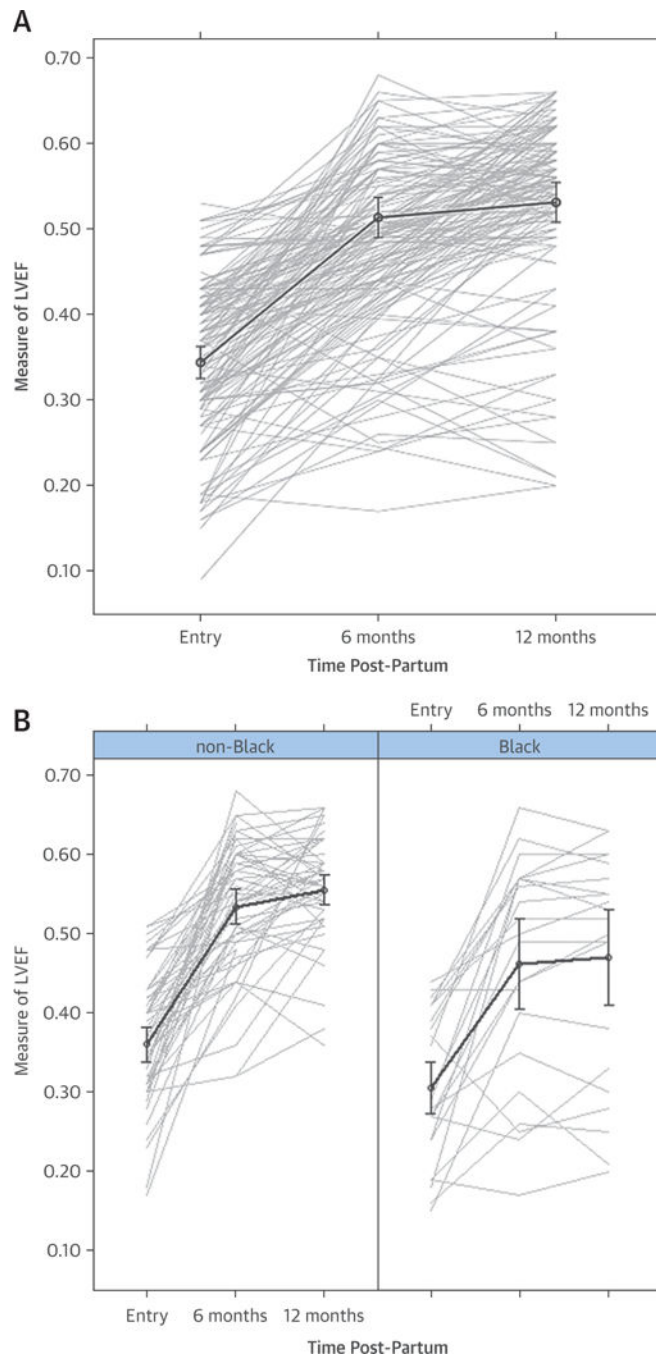 A
0.70
0.60
0.50
0.40
0.30
0.20
0.10
Measure of LVEF
Entry 6 months 12 months
Time Post-Partum
B
Entry 6 months 12 months
non-Black Black
0.70
0.60
0.50
0.40
0.30
0.20
0.10
Measure of LVEF
Entry 6 months 12 months
Time Post-Partum